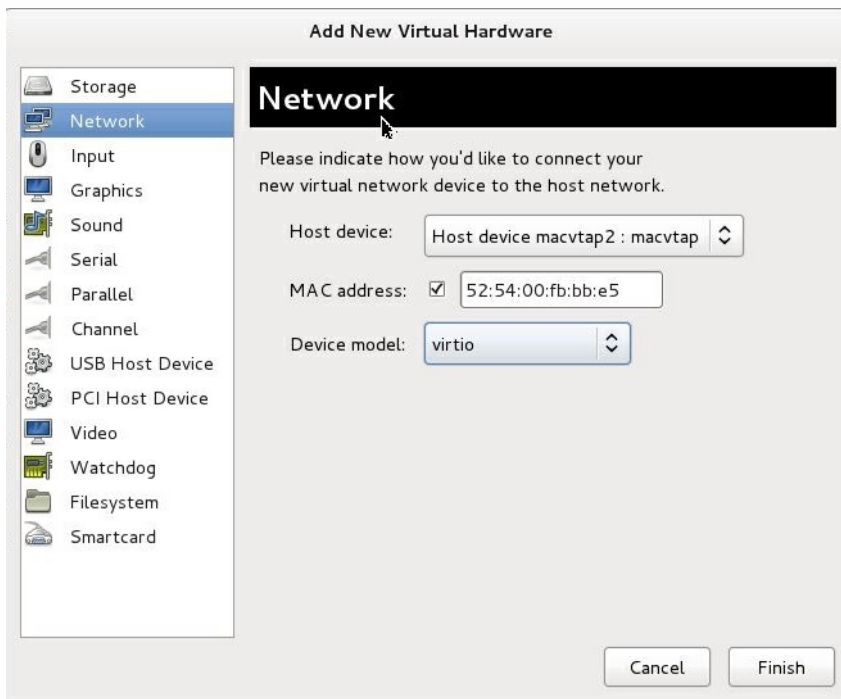 Add New Virtual Hardware
Storage
Network
Input
Graphics
Sound
Serial
Parallel
Channel
USB Host Device
PCI Host Device
Video
Watchdog
Filesystem
Smartcard
Network
Please indicate how you'd like to connect your
new virtual network device to the host network.
Host device: Host device macvtap2 : macvtap
MAC address: 52:54:00:fb:bb:e5
Device model: virtio
Cancel Finish